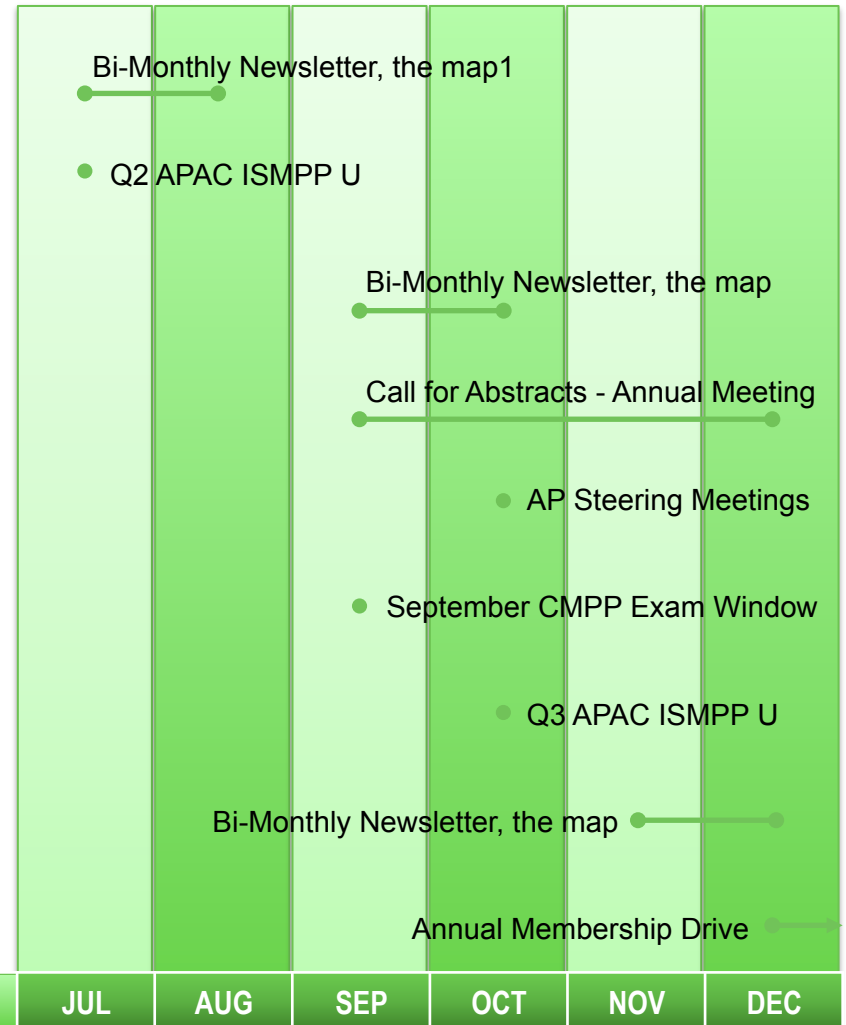 Bi-Monthly Newsletter, the map1
Q2 APAC ISMPP U
Bi-Monthly Newsletter, the map
Call for Abstracts - Annual Meeting
AP Steering Meetings
September CMPP Exam Window
Q3 APAC ISMPP U
Bi-Monthly Newsletter, the map
Annual Membership Drive
JUL AUG SEP OCT NOV DEC